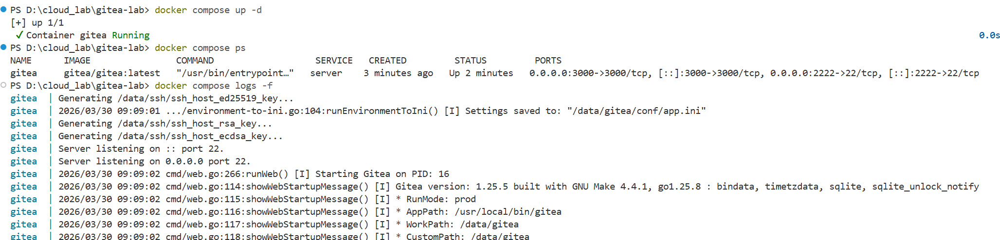 PS D:\cloud_lab\gitea-lab> docker compose up -d
[+] up 1/1
✓ Container gitea Running 0.0s
PS D:\cloud_lab\gitea-lab> docker compose ps
NAME IMAGE COMMAND SERVICE CREATED STATUS PORTS
gitea gitea/gitea:latest "/usr/bin/entrypoint…" server 3 minutes ago Up 2 minutes 0.0.0.0:3000->3000/tcp, [::]:3000->3000/tcp, 0.0.0.0:2222->22/tcp, [::]:2222->22/tcp
PS D:\cloud_lab\gitea-lab> docker compose logs -f
gitea | Generating /data/ssh/ssh_host_ed25519_key...
gitea | 2026/03/30 09:09:01 .../environment-to-ini.go:104:runEnvironmentToIni() [I] Settings saved to: "/data/gitea/conf/app.ini"
gitea | Generating /data/ssh/ssh_host_rsa_key...
gitea | Generating /data/ssh/ssh_host_ecdsa_key...
gitea | Server listening on :: port 22.
gitea | Server listening on 0.0.0.0 port 22.
gitea | 2026/03/30 09:09:02 cmd/web.go:266:runWeb() [I] Starting Gitea on PID: 16
gitea | 2026/03/30 09:09:02 cmd/web.go:114:showWebStartupMessage() [I] Gitea version: 1.25.5 built with GNU Make 4.4.1, go1.25.8 : bindata, timetzdata, sqlite, sqlite_unlock_notify
gitea | 2026/03/30 09:09:02 cmd/web.go:115:showWebStartupMessage() [I] * RunMode: prod
gitea | 2026/03/30 09:09:02 cmd/web.go:116:showWebStartupMessage() [I] * AppPath: /usr/local/bin/gitea
gitea | 2026/03/30 09:09:02 cmd/web.go:117:showWebStartupMessage() [I] * WorkPath: /data/gitea
gitea | 2026/03/30 09:09:02 cmd/web.go:118:showWebStartupMessage() [I] * CustomPath: /data/gitea